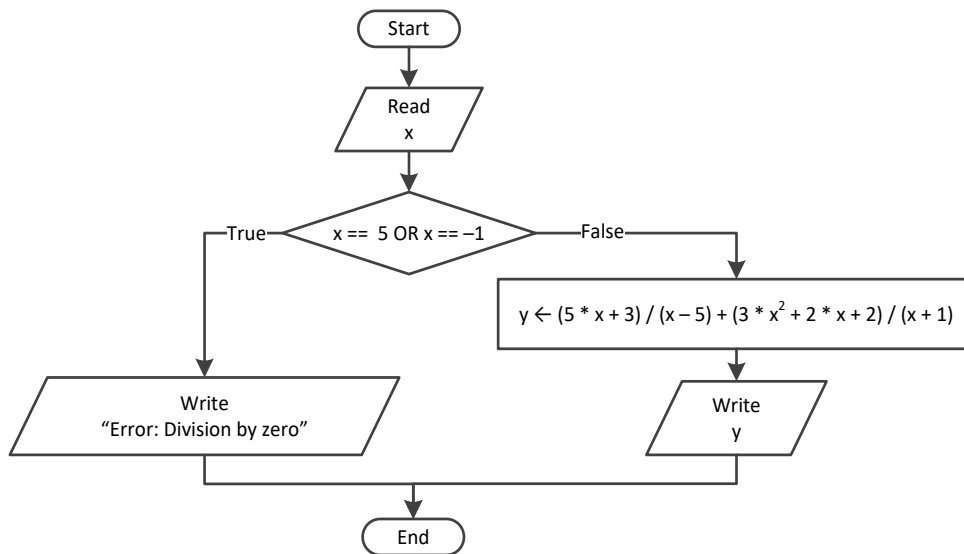 Start
Read
x
x == 5 OR x == –1
True
False
y ← (5 * x + 3) / (x – 5) + (3 * x² + 2 * x + 2) / (x + 1)
Write
“Error: Division by zero”
Write
y
End